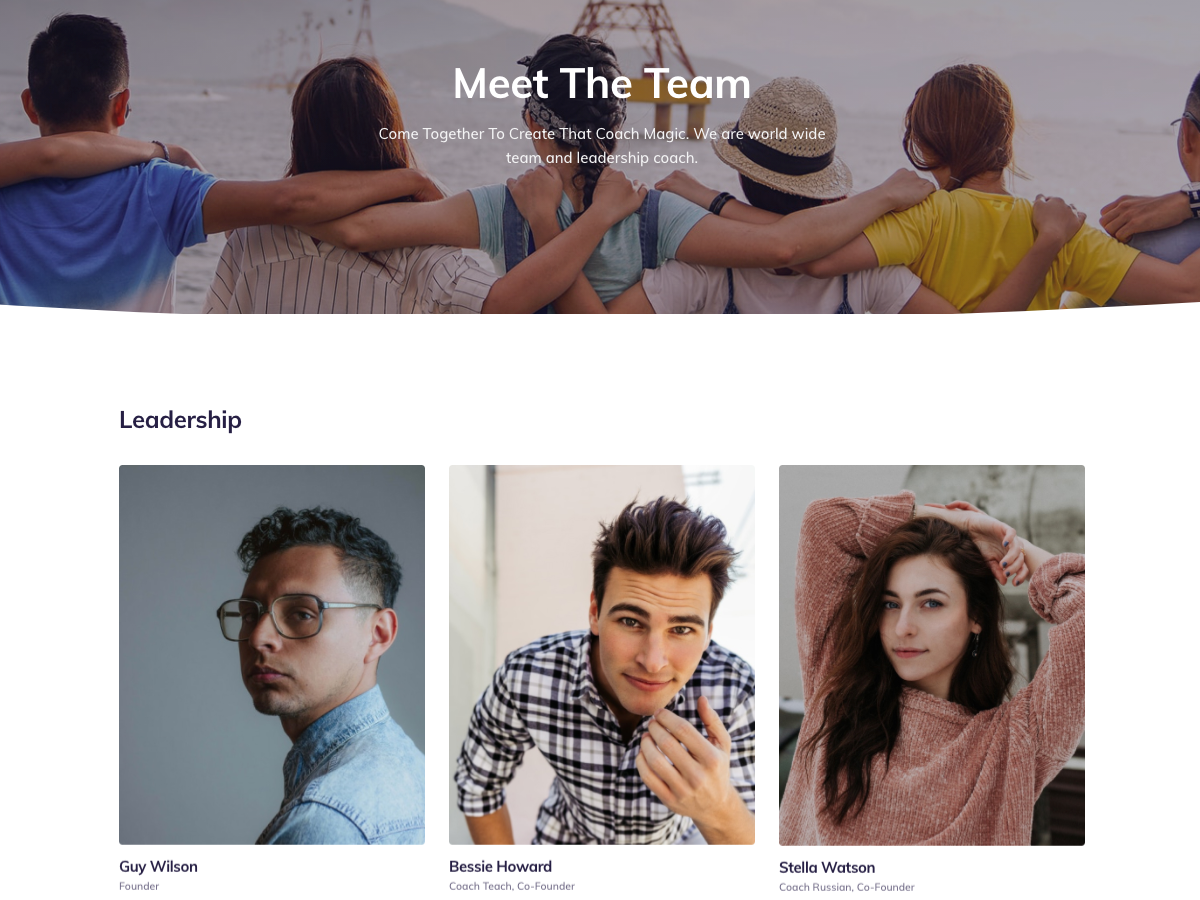 Meet The Team
Come Together To Create That Coach Magic. We are world wide
team and leadership coach.
Leadership
Guy Wilson
Founder
Bessie Howard
Coach Teach, Co-Founder
Stella Watson
Coach Russian, Co-Founder